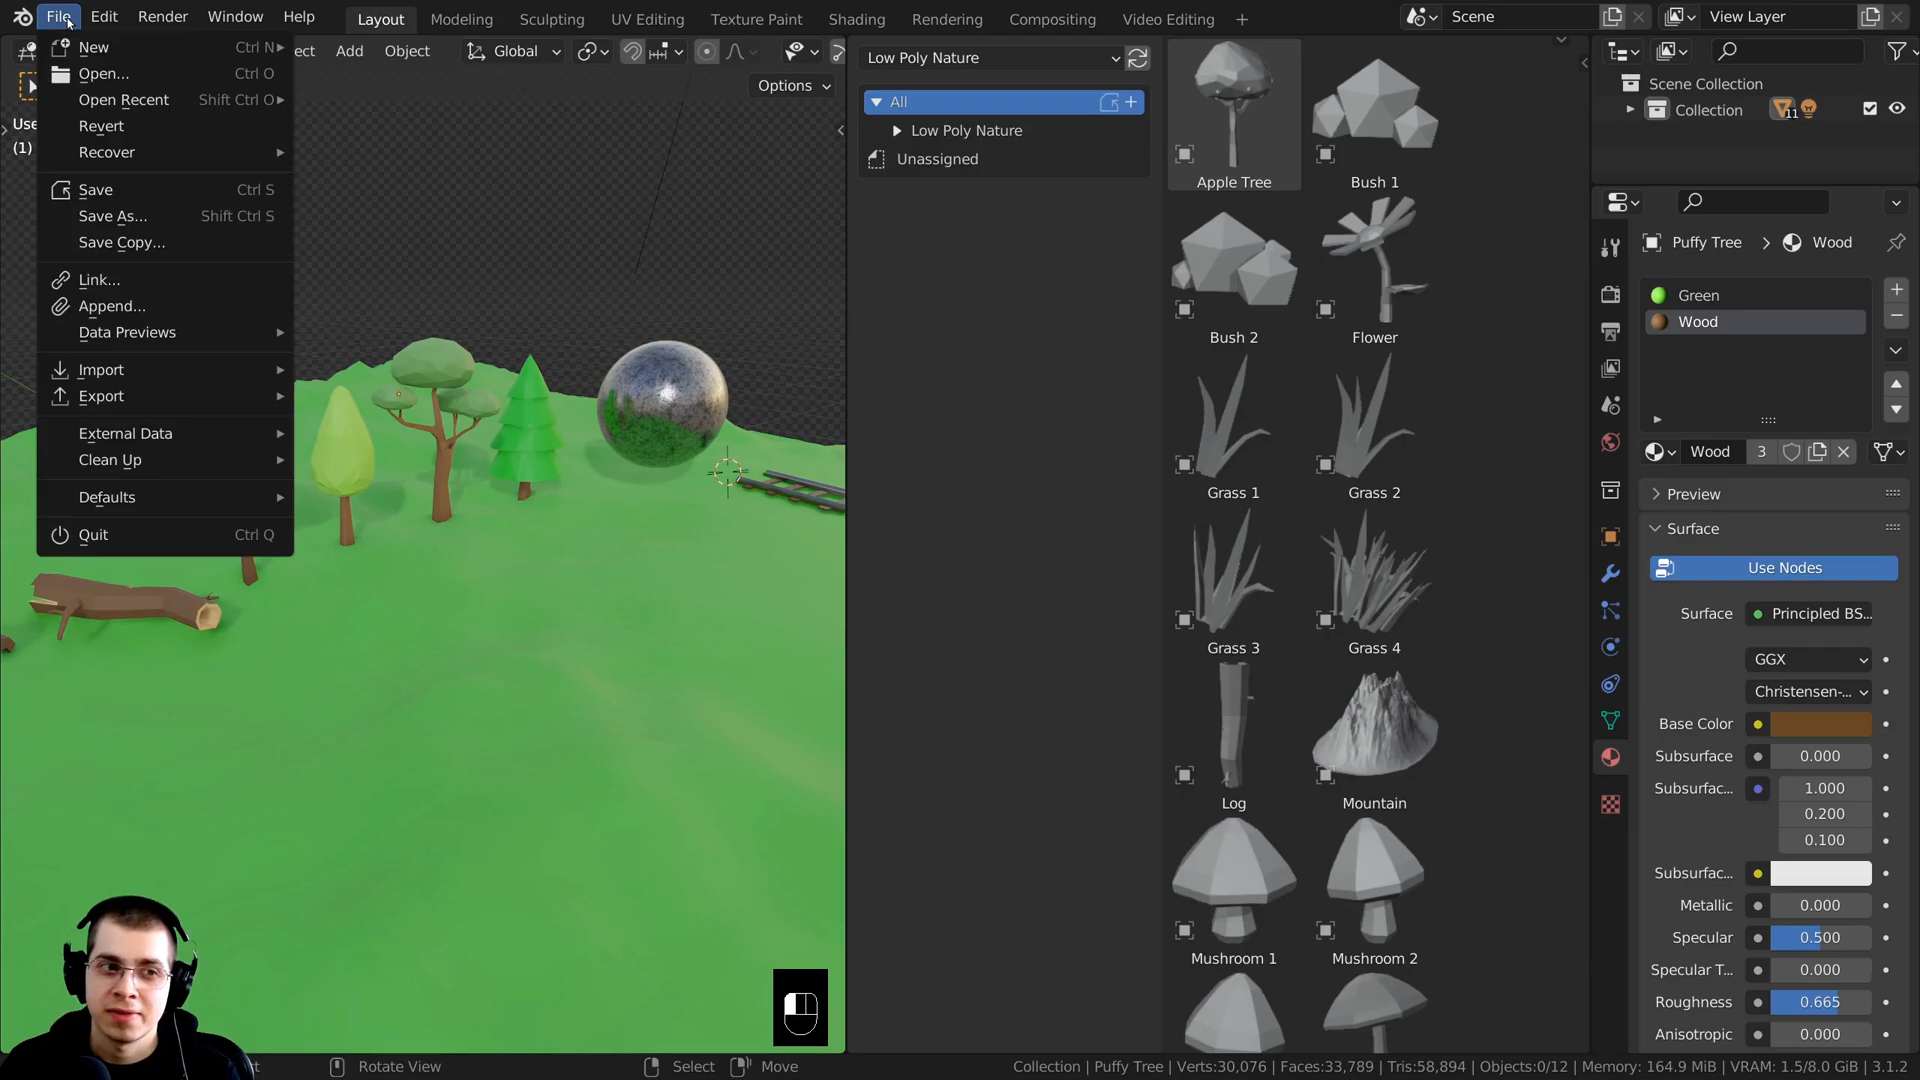 File Edit Render Window Help Layout Modeling Sculpting UV Editing Texture Paint Shading Rendering Compositing Video Editing + Scene View Layer
New Ctrl N
Open... Ctrl O
Open Recent Shift Ctrl O
Revert
Recover
Save Ctrl S
Save As... Shift Ctrl S
Save Copy...
Link...
Append...
Data Previews
Import
Export
External Data
Clean Up
Defaults
Quit Ctrl Q
ect Add Object Global
Options
Use
(1)
Low Poly Nature
All
Low Poly Nature
Unassigned
Apple Tree Bush 1
Bush 2 Flower
Grass 1 Grass 2
Grass 3 Grass 4
Log Mountain
Mushroom 1 Mushroom 2
Scene Collection
Collection 11
Puffy Tree > Wood
Green
Wood
Wood 3
Preview
Surface
Use Nodes
Surface Principled BS...
GGX
Christensen-...
Base Color
Subsurface 0.000
Subsurfac... 1.000
0.200
0.100
Subsurfac...
Metallic 0.000
Specular 0.500
Specular T... 0.000
Roughness 0.665
Anisotropic 0.000
ct Rotate View Select Move Collection | Puffy Tree | Verts:30,076 | Faces:33,789 | Tris:58,894 | Objects:0/12 | Memory: 164.9 MiB | VRAM: 1.5/8.0 GiB | 3.1.2